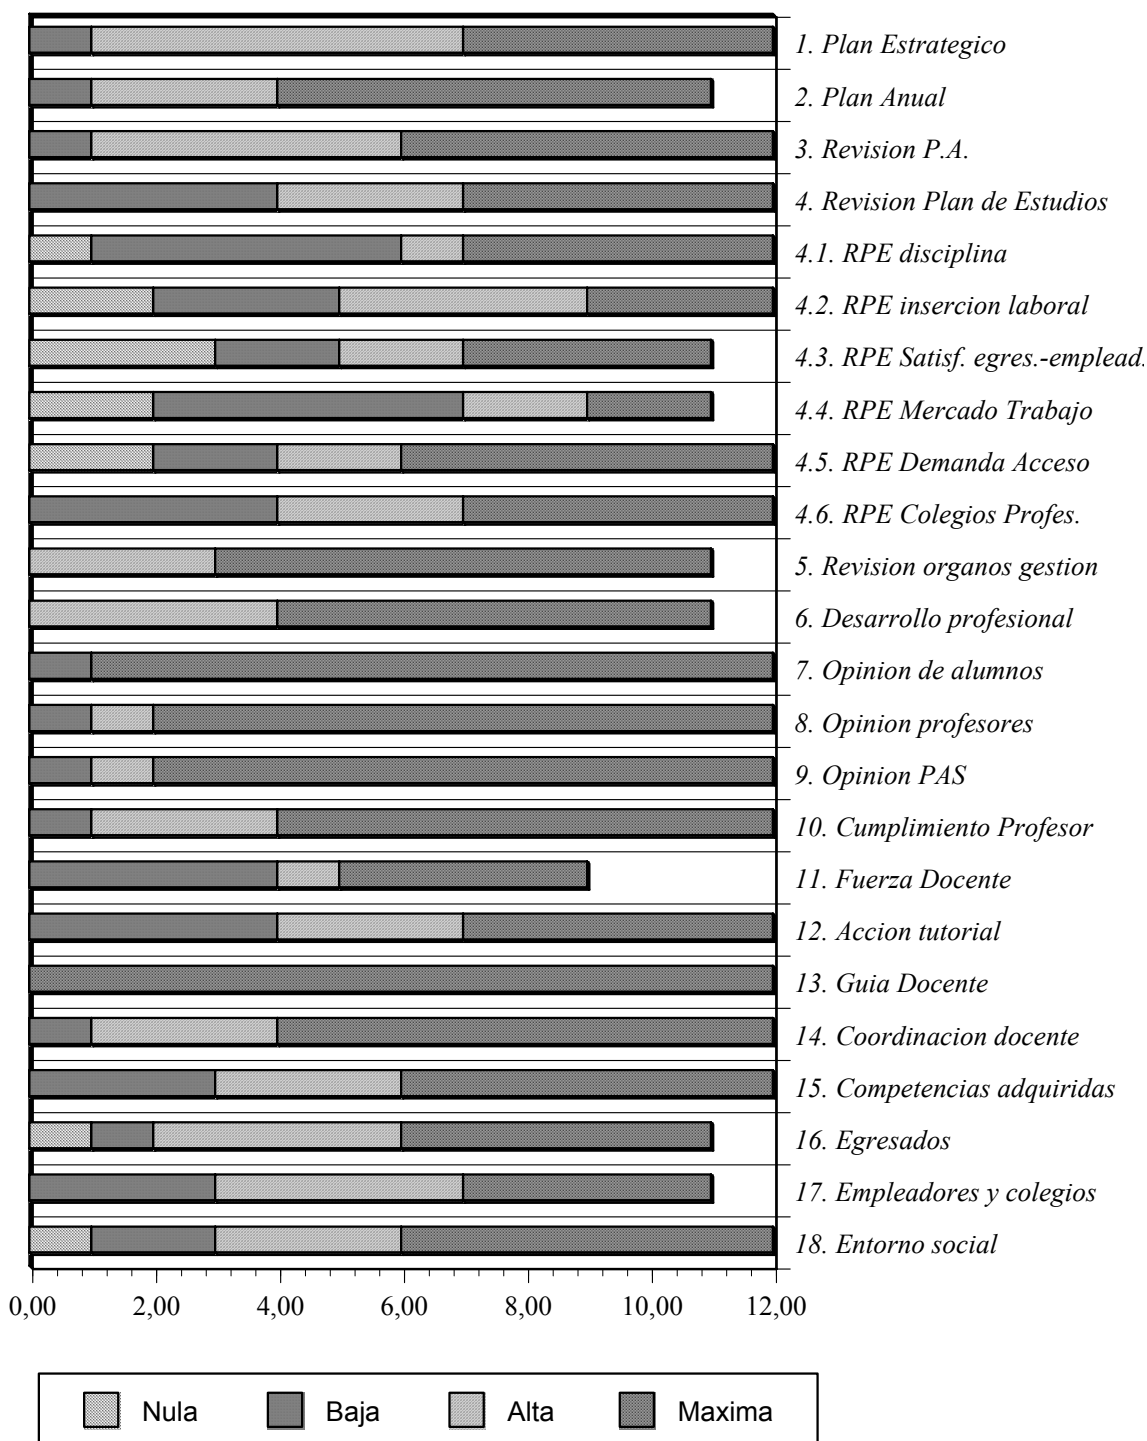 1. Plan Estrategico
2. Plan Anual
3. Revision P.A.
4. Revision Plan de Estudios
4.1. RPE disciplina
4.2. RPE insercion laboral
4.3. RPE Satisf. egres.-emplead.
4.4. RPE Mercado Trabajo
4.5. RPE Demanda Acceso
4.6. RPE Colegios Profes.
5. Revision organos gestion
6. Desarrollo profesional
7. Opinion de alumnos
8. Opinion profesores
9. Opinion PAS
10. Cumplimiento Profesor
11. Fuerza Docente
12. Accion tutorial
13. Guia Docente
14. Coordinacion docente
15. Competencias adquiridas
16. Egresados
17. Empleadores y colegios
18. Entorno social
0,00 2,00 4,00 6,00 8,00 10,00 12,00
Nula Baja Alta Maxima